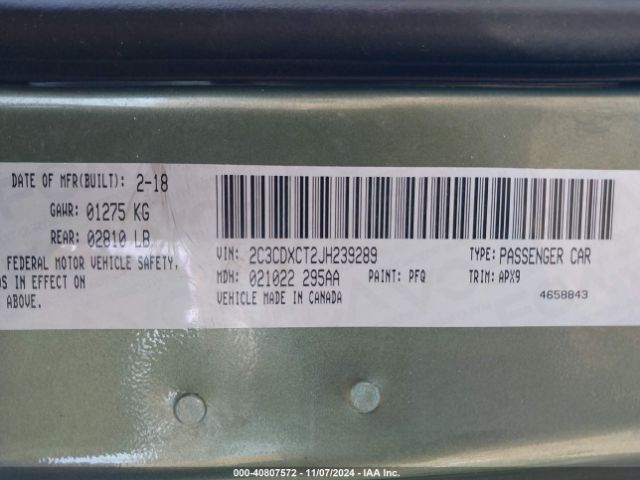 DATE OF MFR(BUILT): 2-18
GAWR: 01275 KG
REAR: 02810 LB
FEDERAL MOTOR VEHICLE SAFETY,
IN EFFECT ON
ABOVE.
VIN: 2C3CDXCT2JH239289
TYPE: PASSENGER CAR
MDH: 021022 295AA
PAINT: PFQ
TRIM: APX9
VEHICLE MADE IN CANADA
4658843
000-40807572 — 11/07/2024 — IAA Inc.